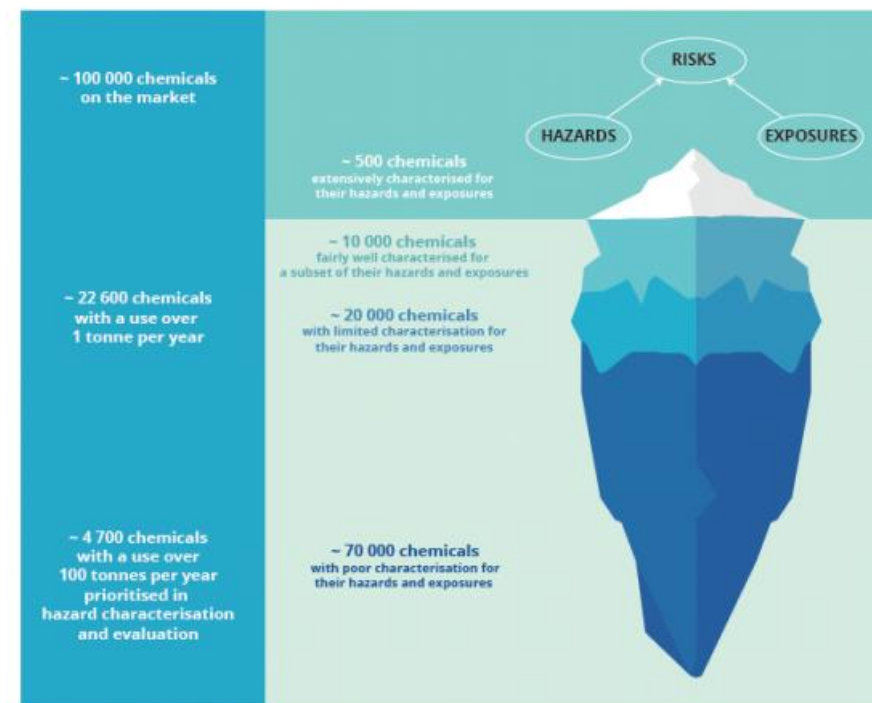 ~ 100 000 chemicals
on the market
~ 22 600 chemicals
with a use over
1 tonne per year
~ 4 700 chemicals
with a use over
100 tonnes per year
prioritised in
hazard characterisation
and evaluation
~ 500 chemicals
extensively characterised for
their hazards and exposures
~ 10 000 chemicals
fairly well characterised for
a subset of their hazards and exposures
~ 20 000 chemicals
with limited characterisation for
their hazards and exposures
~ 70 000 chemicals
with poor characterisation for
their hazards and exposures
RISKS
HAZARDS
EXPOSURES